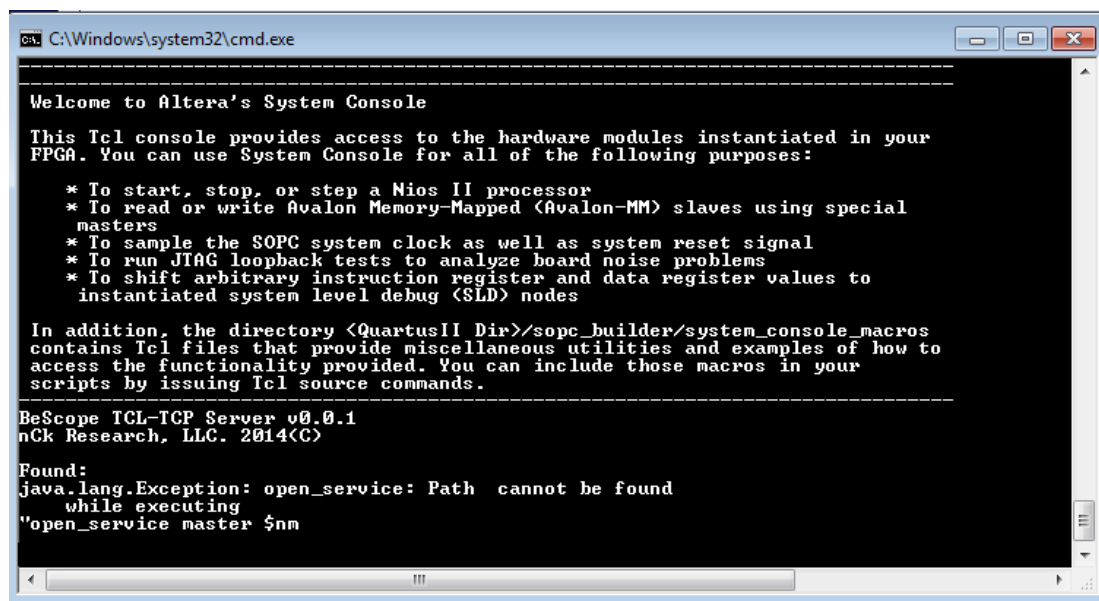 C:\Windows\system32\cmd.exe
--------------------------------------------------------------------------------
--------------------------------------------------------------------------------
Welcome to Altera's System Console
This Tcl console provides access to the hardware modules instantiated in your
FPGA. You can use System Console for all of the following purposes:
* To start, stop, or step a Nios II processor
* To read or write Avalon Memory-Mapped (Avalon-MM) slaves using special
masters
* To sample the SOPC system clock as well as system reset signal
* To run JTAG loopback tests to analyze board noise problems
* To shift arbitrary instruction register and data register values to
instantiated system level debug (SLD) nodes
In addition, the directory <QuartusII Dir>/sopc_builder/system_console_macros
contains Tcl files that provide miscellaneous utilities and examples of how to
access the functionality provided. You can include those macros in your
scripts by issuing Tcl source commands.
--------------------------------------------------------------------------------
BeScope TCL-TCP Server v0.0.1
nCk Research, LLC. 2014(C)
Found:
java.lang.Exception: open_service: Path  cannot be found
while executing
"open_service master $nm